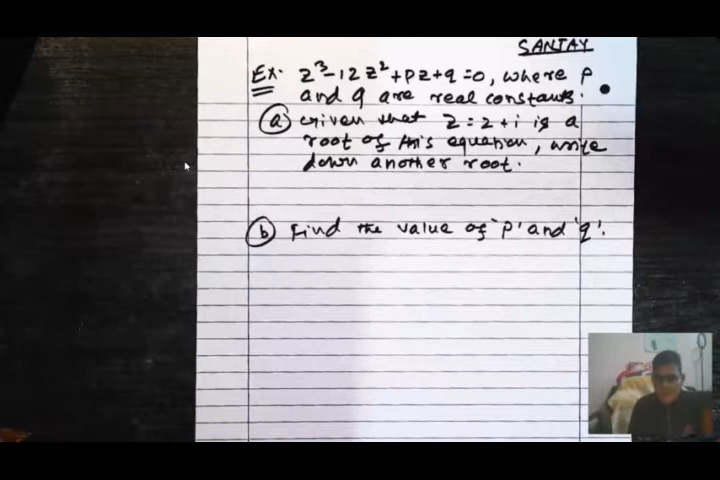 SANJAY
Ex. z³-12z²+pz+q=0, where p
and q are real constants.
(a) Given that z=2+i is a
root of this equation, write
down another root.
(b) Find the value of 'p' and 'q'.